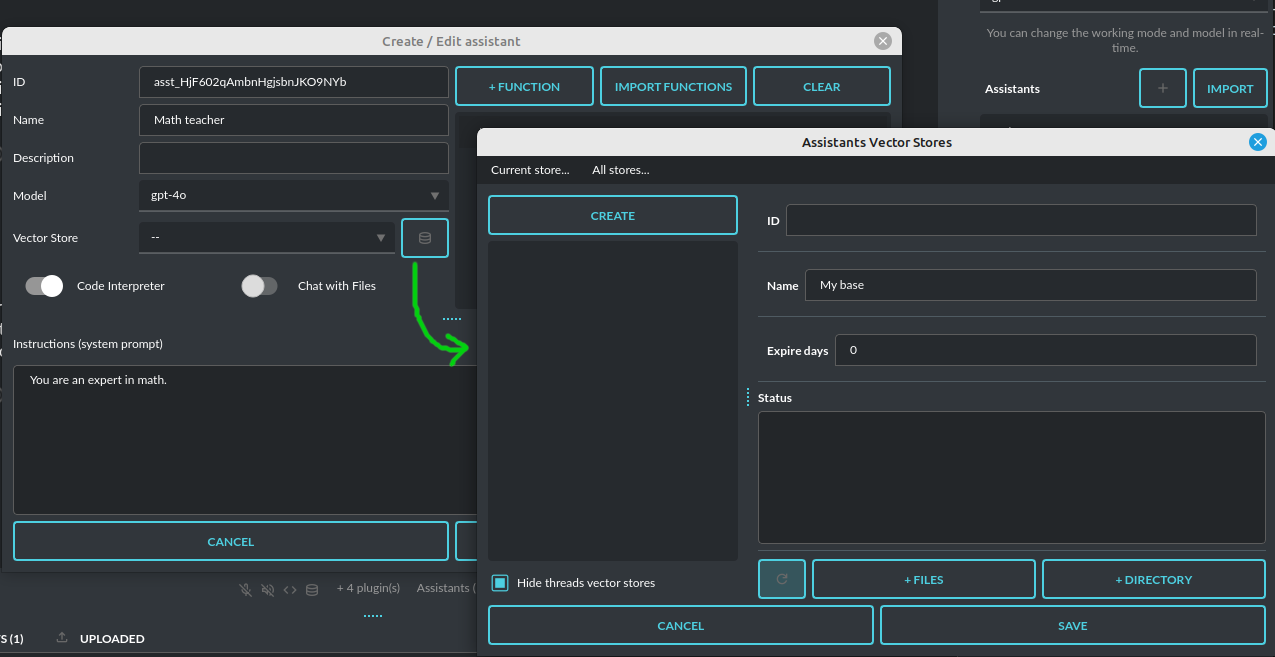 You can change the working mode and model in real-
time.
Assistants
+
IMPORT
Create / Edit assistant
ID
asst_HjF602qAmbnHgjsbnJKO9NYb
+ FUNCTION
IMPORT FUNCTIONS
CLEAR
Name
Math teacher
Description
Model
gpt-4o
Vector Store
--
Code Interpreter
Chat with Files
Instructions (system prompt)
You are an expert in math.
CANCEL
Assistants Vector Stores
Current store...
All stores...
CREATE
ID
Name
My base
Expire days
0
Status
Hide threads vector stores
+ FILES
+ DIRECTORY
CANCEL
SAVE
+ 4 plugin(s)
Assistants (
S (1)
UPLOADED